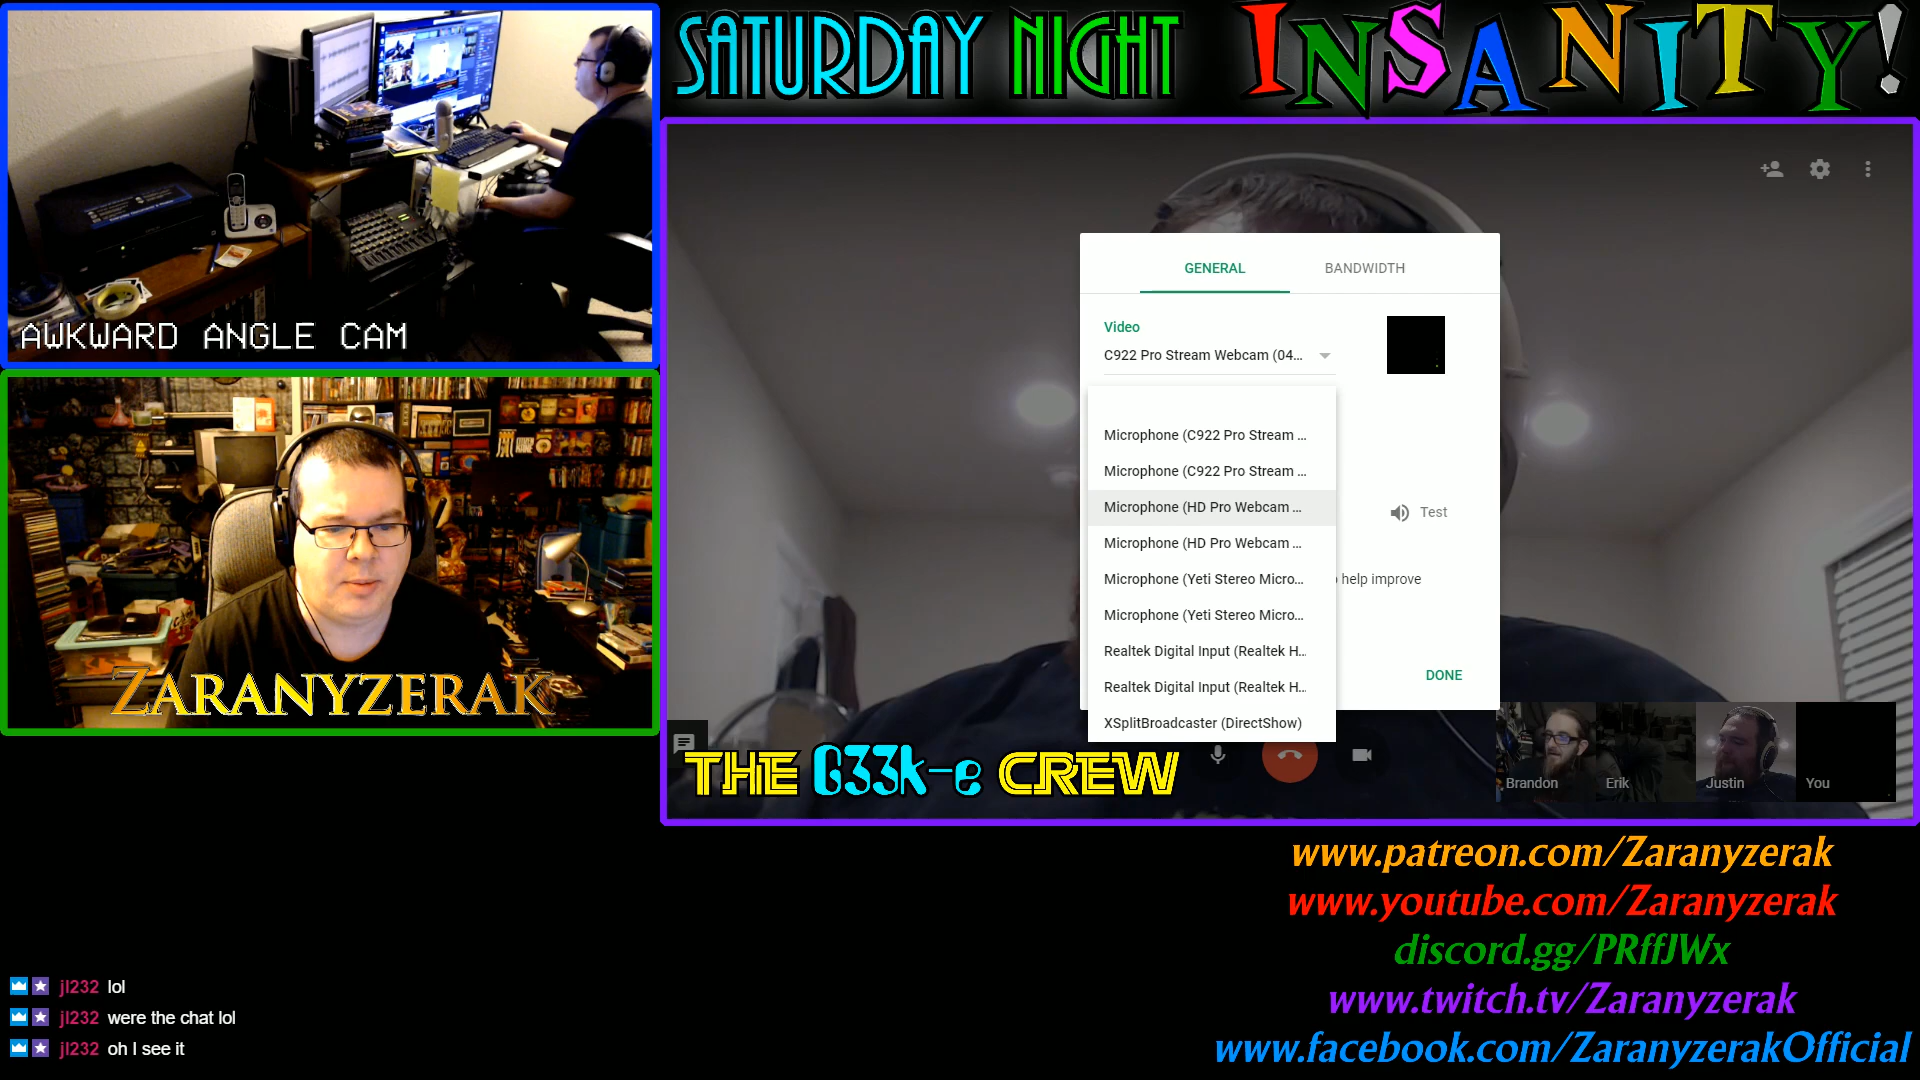 SATURDAY NIGHT INSANITY!
AWKWARD ANGLE CAM
ZARANYZERAK
GENERAL
BANDWIDTH
Video
C922 Pro Stream Webcam (04...
Microphone (C922 Pro Stream ...
Microphone (C922 Pro Stream ...
Microphone (HD Pro Webcam ...
Microphone (HD Pro Webcam ...
Microphone (Yeti Stereo Micro...
Microphone (Yeti Stereo Micro...
Realtek Digital Input (Realtek H...
Realtek Digital Input (Realtek H...
XSplitBroadcaster (DirectShow)
Test
help improve
DONE
THE G33k-e CREW
Brandon
Erik
Justin
You
www.patreon.com/Zaranyzerak
www.youtube.com/Zaranyzerak
discord.gg/PRffJWx
www.twitch.tv/Zaranyzerak
www.facebook.com/ZaranyzerakOfficial
jl232 lol
jl232 were the chat lol
jl232 oh I see it